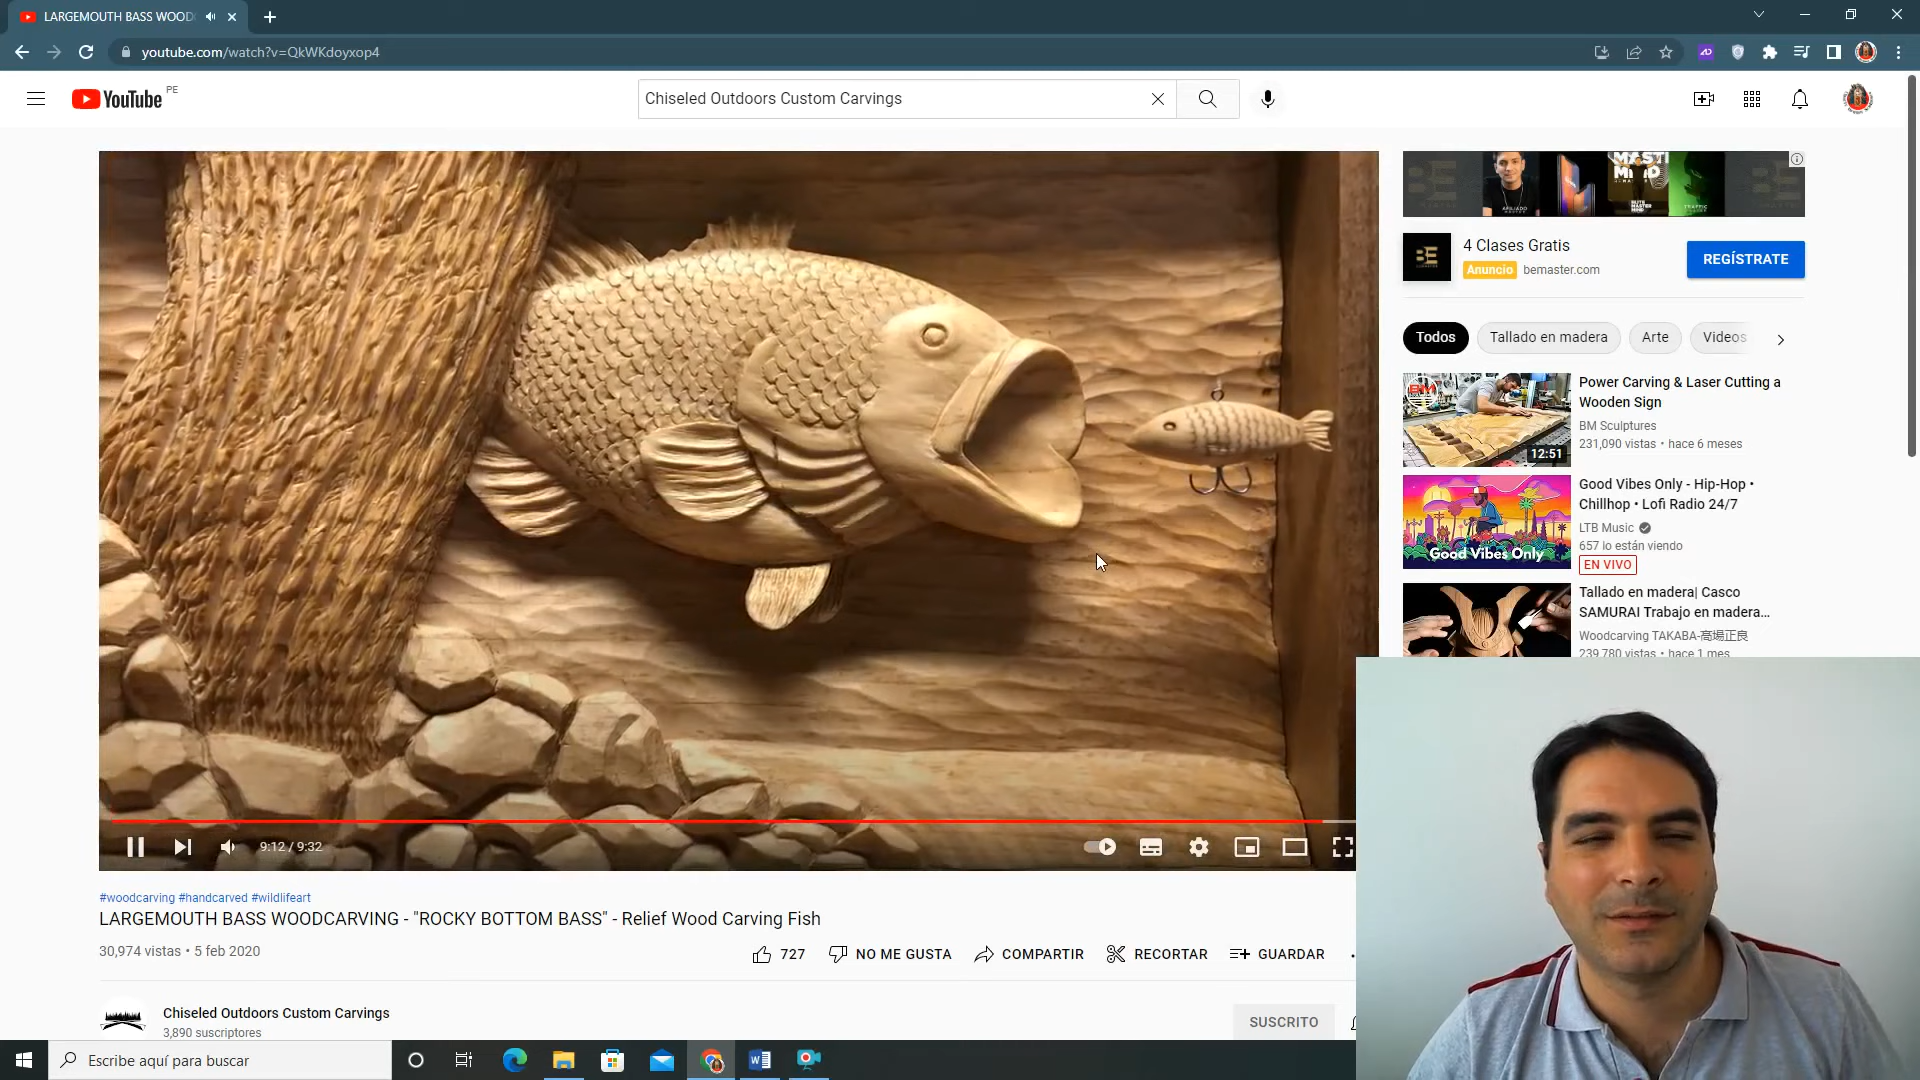 LARGEMOUTH BASS WOOD
youtube.com/watch?v=QkWKdoyxop4
YouTube PE
Chiseled Outdoors Custom Carvings
4 Clases Gratis
Anuncio bemaster.com
REGÍSTRATE
Todos
Tallado en madera
Arte
Videos
Power Carving & Laser Cutting a
Wooden Sign
BM Sculptures
231,090 vistas • hace 6 meses
12:51
Good Vibes Only - Hip-Hop •
Chillhop • Lofi Radio 24/7
LTB Music
657 lo están viendo
EN VIVO
Good Vibes Only
Tallado en madera| Casco
SAMURAI Trabajo en madera...
Woodcarving TAKABA-高場正良
239,780 vistas • hace 1 mes
9:12 / 9:32
#woodcarving #handcarved #wildlifeart
LARGEMOUTH BASS WOODCARVING - "ROCKY BOTTOM BASS" - Relief Wood Carving Fish
30,974 vistas • 5 feb 2020
727
NO ME GUSTA
COMPARTIR
RECORTAR
GUARDAR
Chiseled Outdoors Custom Carvings
3,890 suscriptores
SUSCRITO
Escribe aquí para buscar